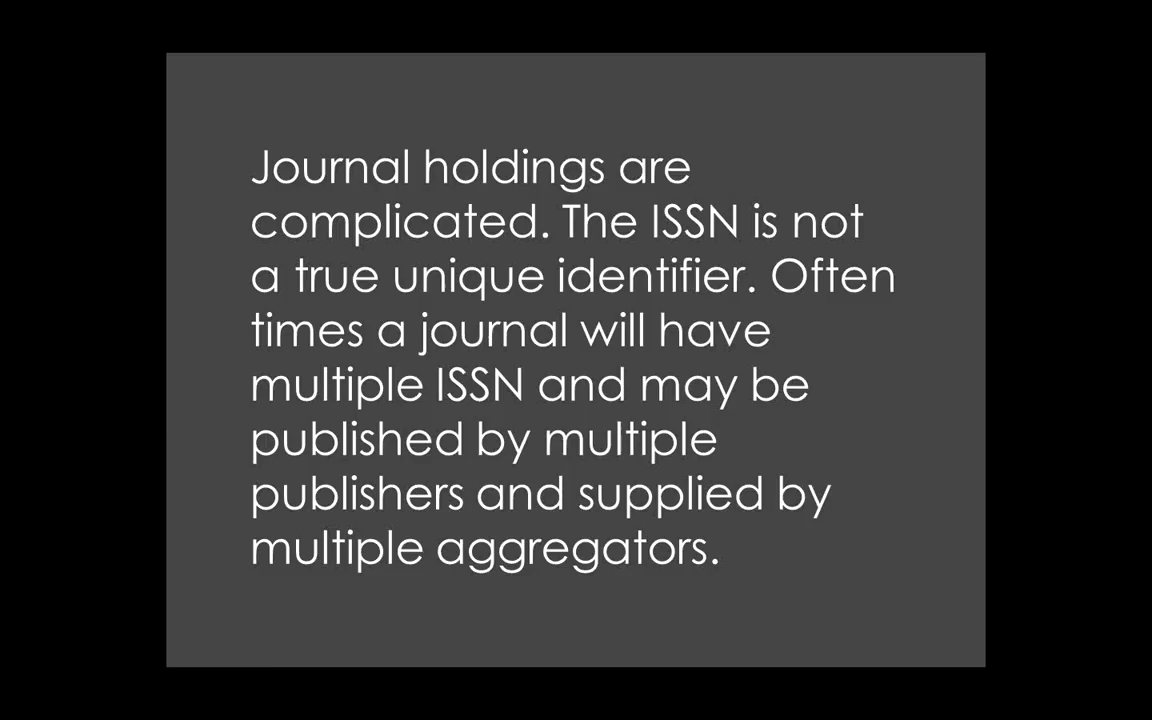 Journal holdings are
complicated. The ISSN is not
a true unique identifier. Often
times a journal will have
multiple ISSN and may be
published by multiple
publishers and supplied by
multiple aggregators.